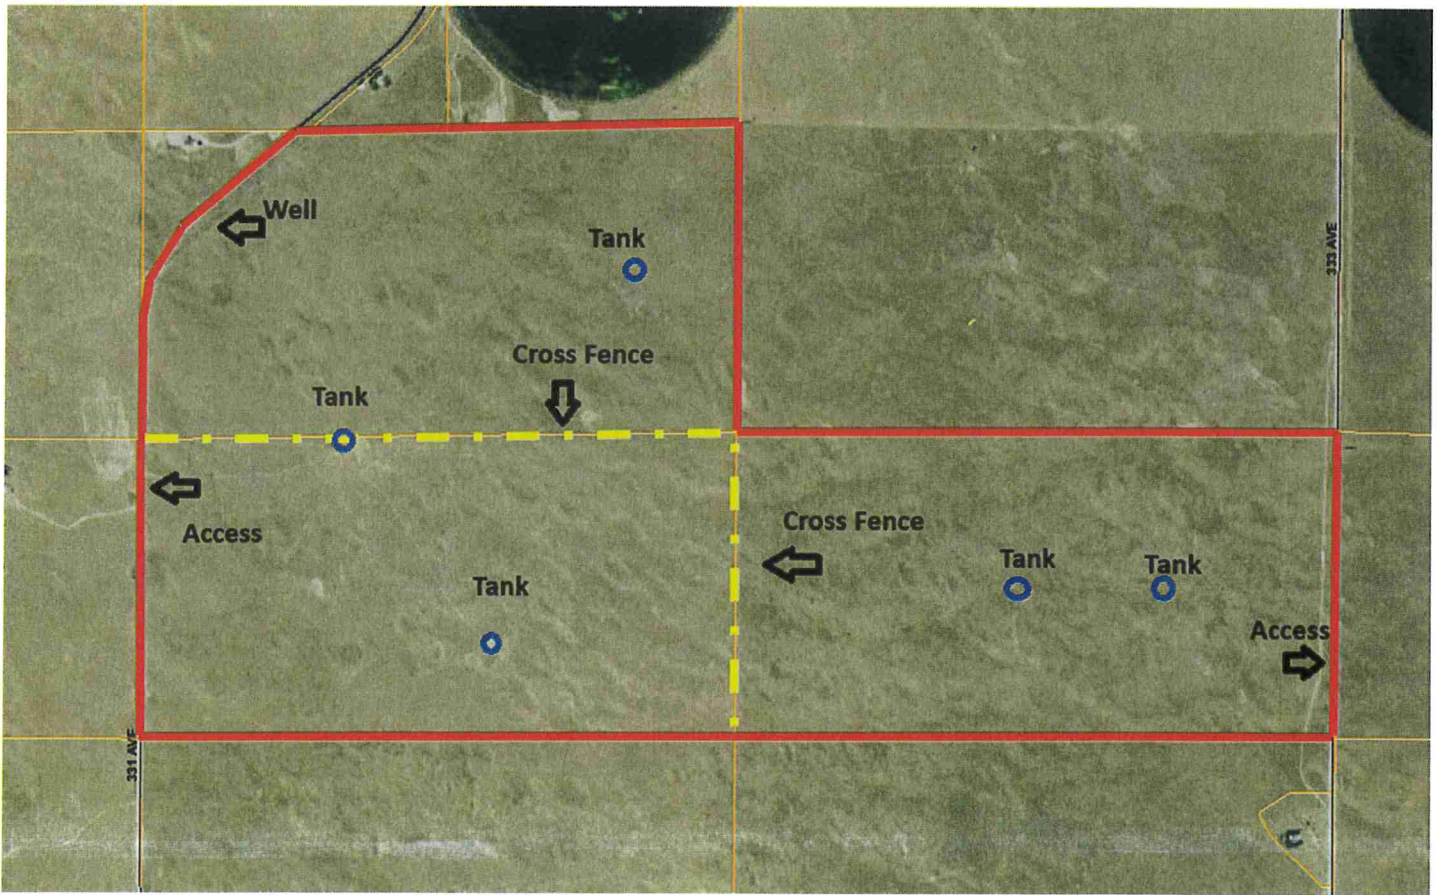 Well
Tank
333 AVE
Cross Fence
Tank
Access
Cross Fence
Tank
Tank
Tank
Access
331 AVE